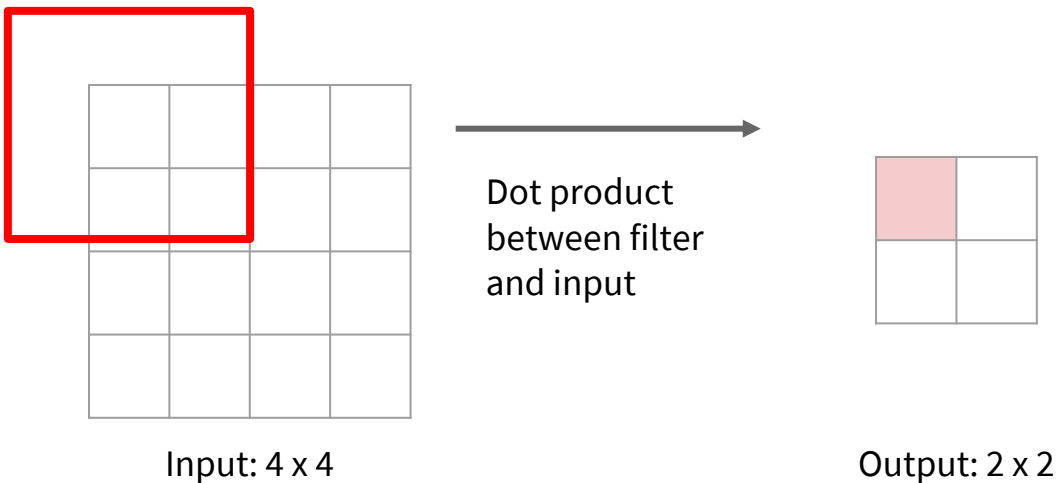 Dot product
between filter
and input
Input: 4 x 4
Output: 2 x 2